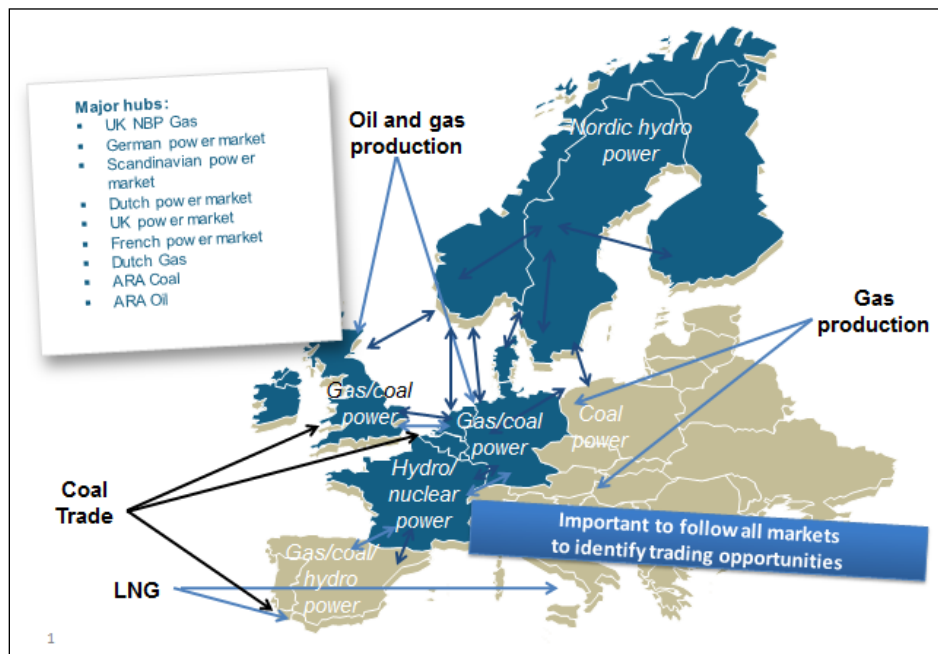 Major hubs:
▪ UK NBP Gas
▪ German power market
▪ Scandinavian power
market
▪ Dutch power market
▪ UK power market
▪ French power market
▪ Dutch Gas
▪ ARA Coal
▪ ARA Oil
Oil and gas
production
Nordic hydro
power
Gas
production
Gas/coal
power
Gas/coal
power
Coal
power
Hydro/
nuclear
power
Coal
Trade
Important to follow all markets
to identify trading opportunities
Gas/coal/
hydro
power
LNG
1